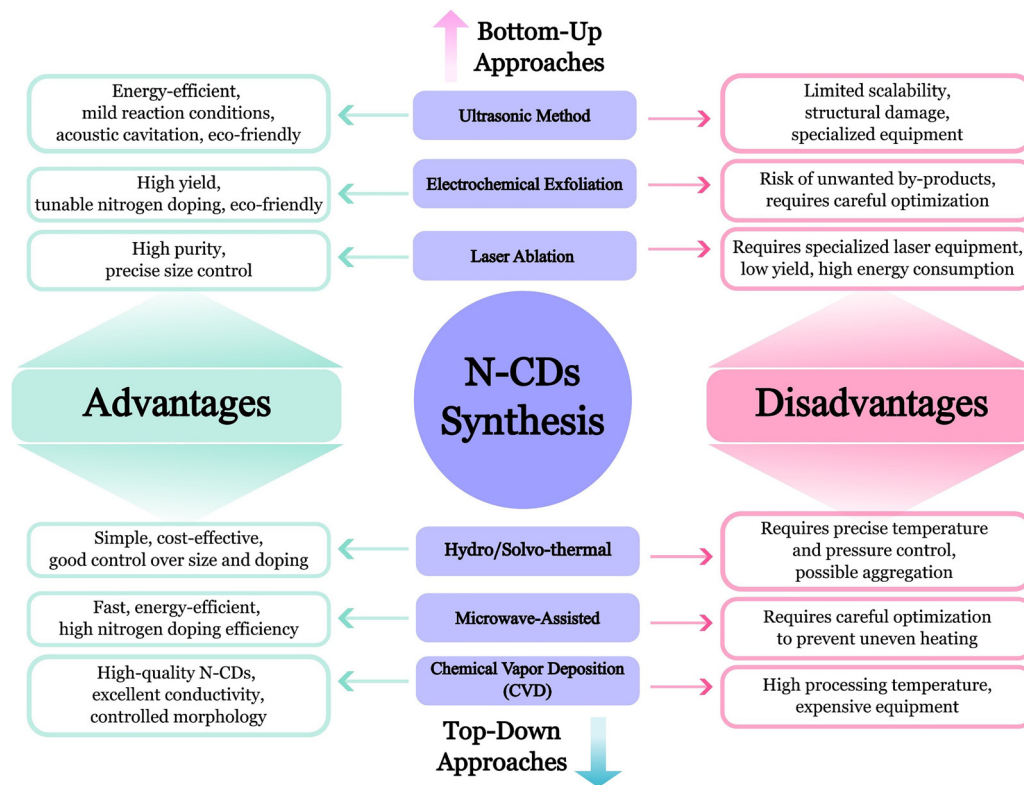 Bottom-Up
Approaches
Energy-efficient,
mild reaction conditions,
acoustic cavitation, eco-friendly
Ultrasonic Method
Limited scalability,
structural damage,
specialized equipment
High yield,
tunable nitrogen doping, eco-friendly
Electrochemical Exfoliation
Risk of unwanted by-products,
requires careful optimization
High purity,
precise size control
Laser Ablation
Requires specialized laser equipment,
low yield, high energy consumption
Advantages
N-CDs
Synthesis
Disadvantages
Simple, cost-effective,
good control over size and doping
Hydro/Solvo-thermal
Requires precise temperature
and pressure control,
possible aggregation
Fast, energy-efficient,
high nitrogen doping efficiency
Microwave-Assisted
Requires careful optimization
to prevent uneven heating
High-quality N-CDs,
excellent conductivity,
controlled morphology
Chemical Vapor Deposition
(CVD)
High processing temperature,
expensive equipment
Top-Down
Approaches